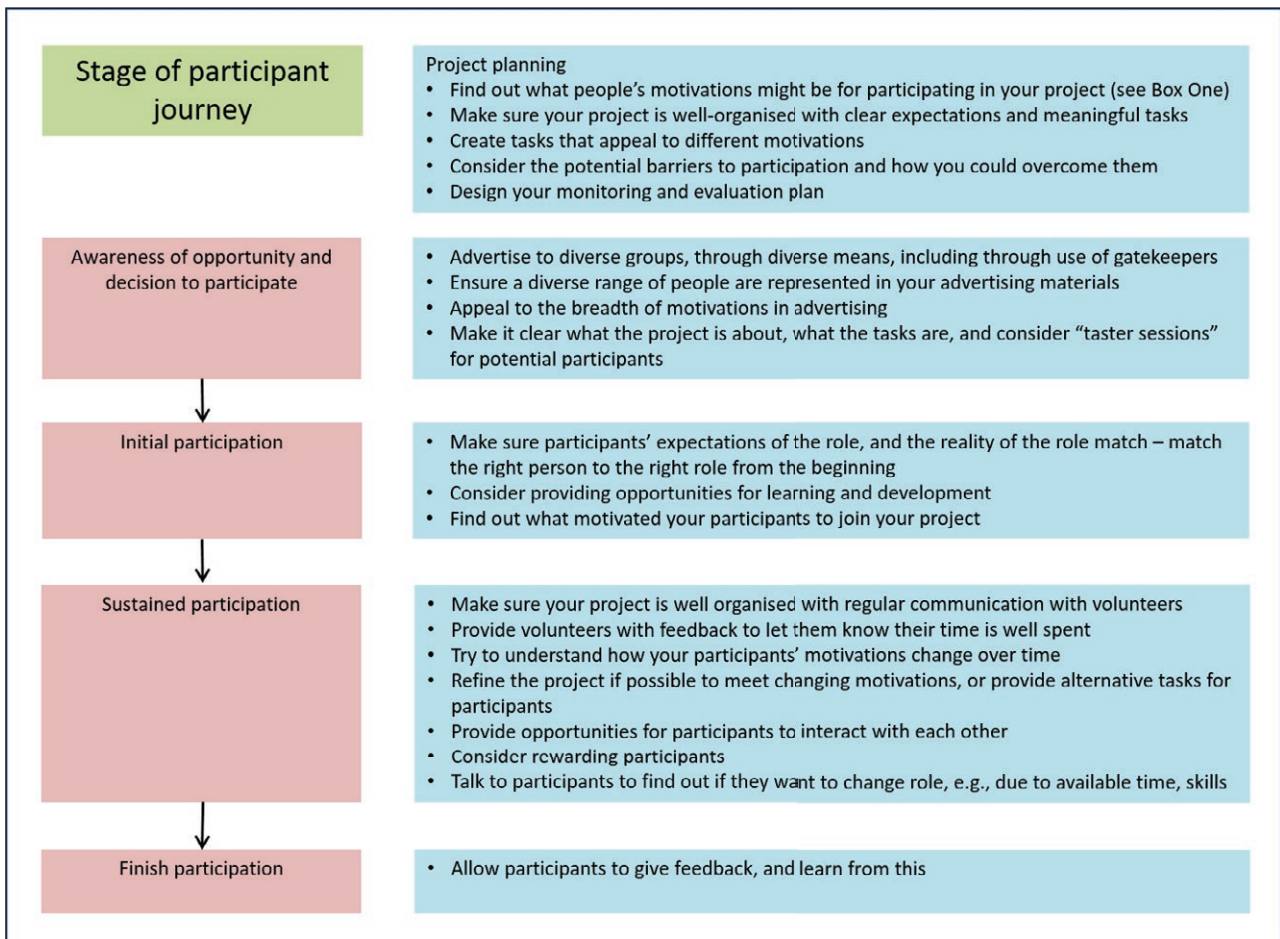 Stage of participant
journey
Project planning
• Find out what people's motivations might be for participating in your project (see Box One)
• Make sure your project is well-organised with clear expectations and meaningful tasks
• Create tasks that appeal to different motivations
• Consider the potential barriers to participation and how you could overcome them
• Design your monitoring and evaluation plan
Awareness of opportunity and
decision to participate
• Advertise to diverse groups, through diverse means, including through use of gatekeepers
• Ensure a diverse range of people are represented in your advertising materials
• Appeal to the breadth of motivations in advertising
• Make it clear what the project is about, what the tasks are, and consider “taster sessions”
for potential participants
Initial participation
• Make sure participants' expectations of the role, and the reality of the role match – match
the right person to the right role from the beginning
• Consider providing opportunities for learning and development
• Find out what motivated your participants to join your project
Sustained participation
• Make sure your project is well organised with regular communication with volunteers
• Provide volunteers with feedback to let them know their time is well spent
• Try to understand how your participants' motivations change over time
• Refine the project if possible to meet changing motivations, or provide alternative tasks for
participants
• Provide opportunities for participants to interact with each other
• Consider rewarding participants
• Talk to participants to find out if they want to change role, e.g., due to available time, skills
Finish participation
• Allow participants to give feedback, and learn from this